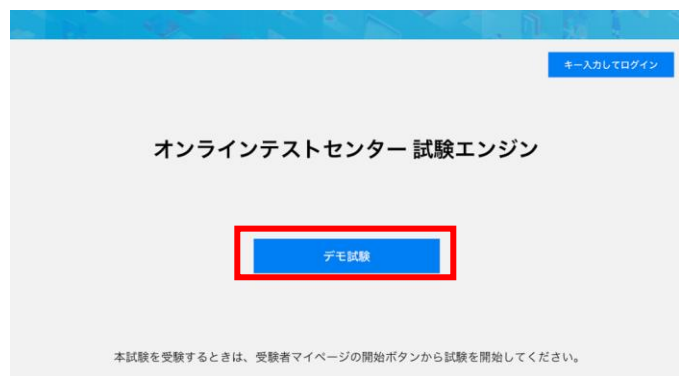 キー入力してログイン
オンラインテストセンター 試験エンジン
デモ試験
本試験を受験するときは、受験者マイページの開始ボタンから試験を開始してください。